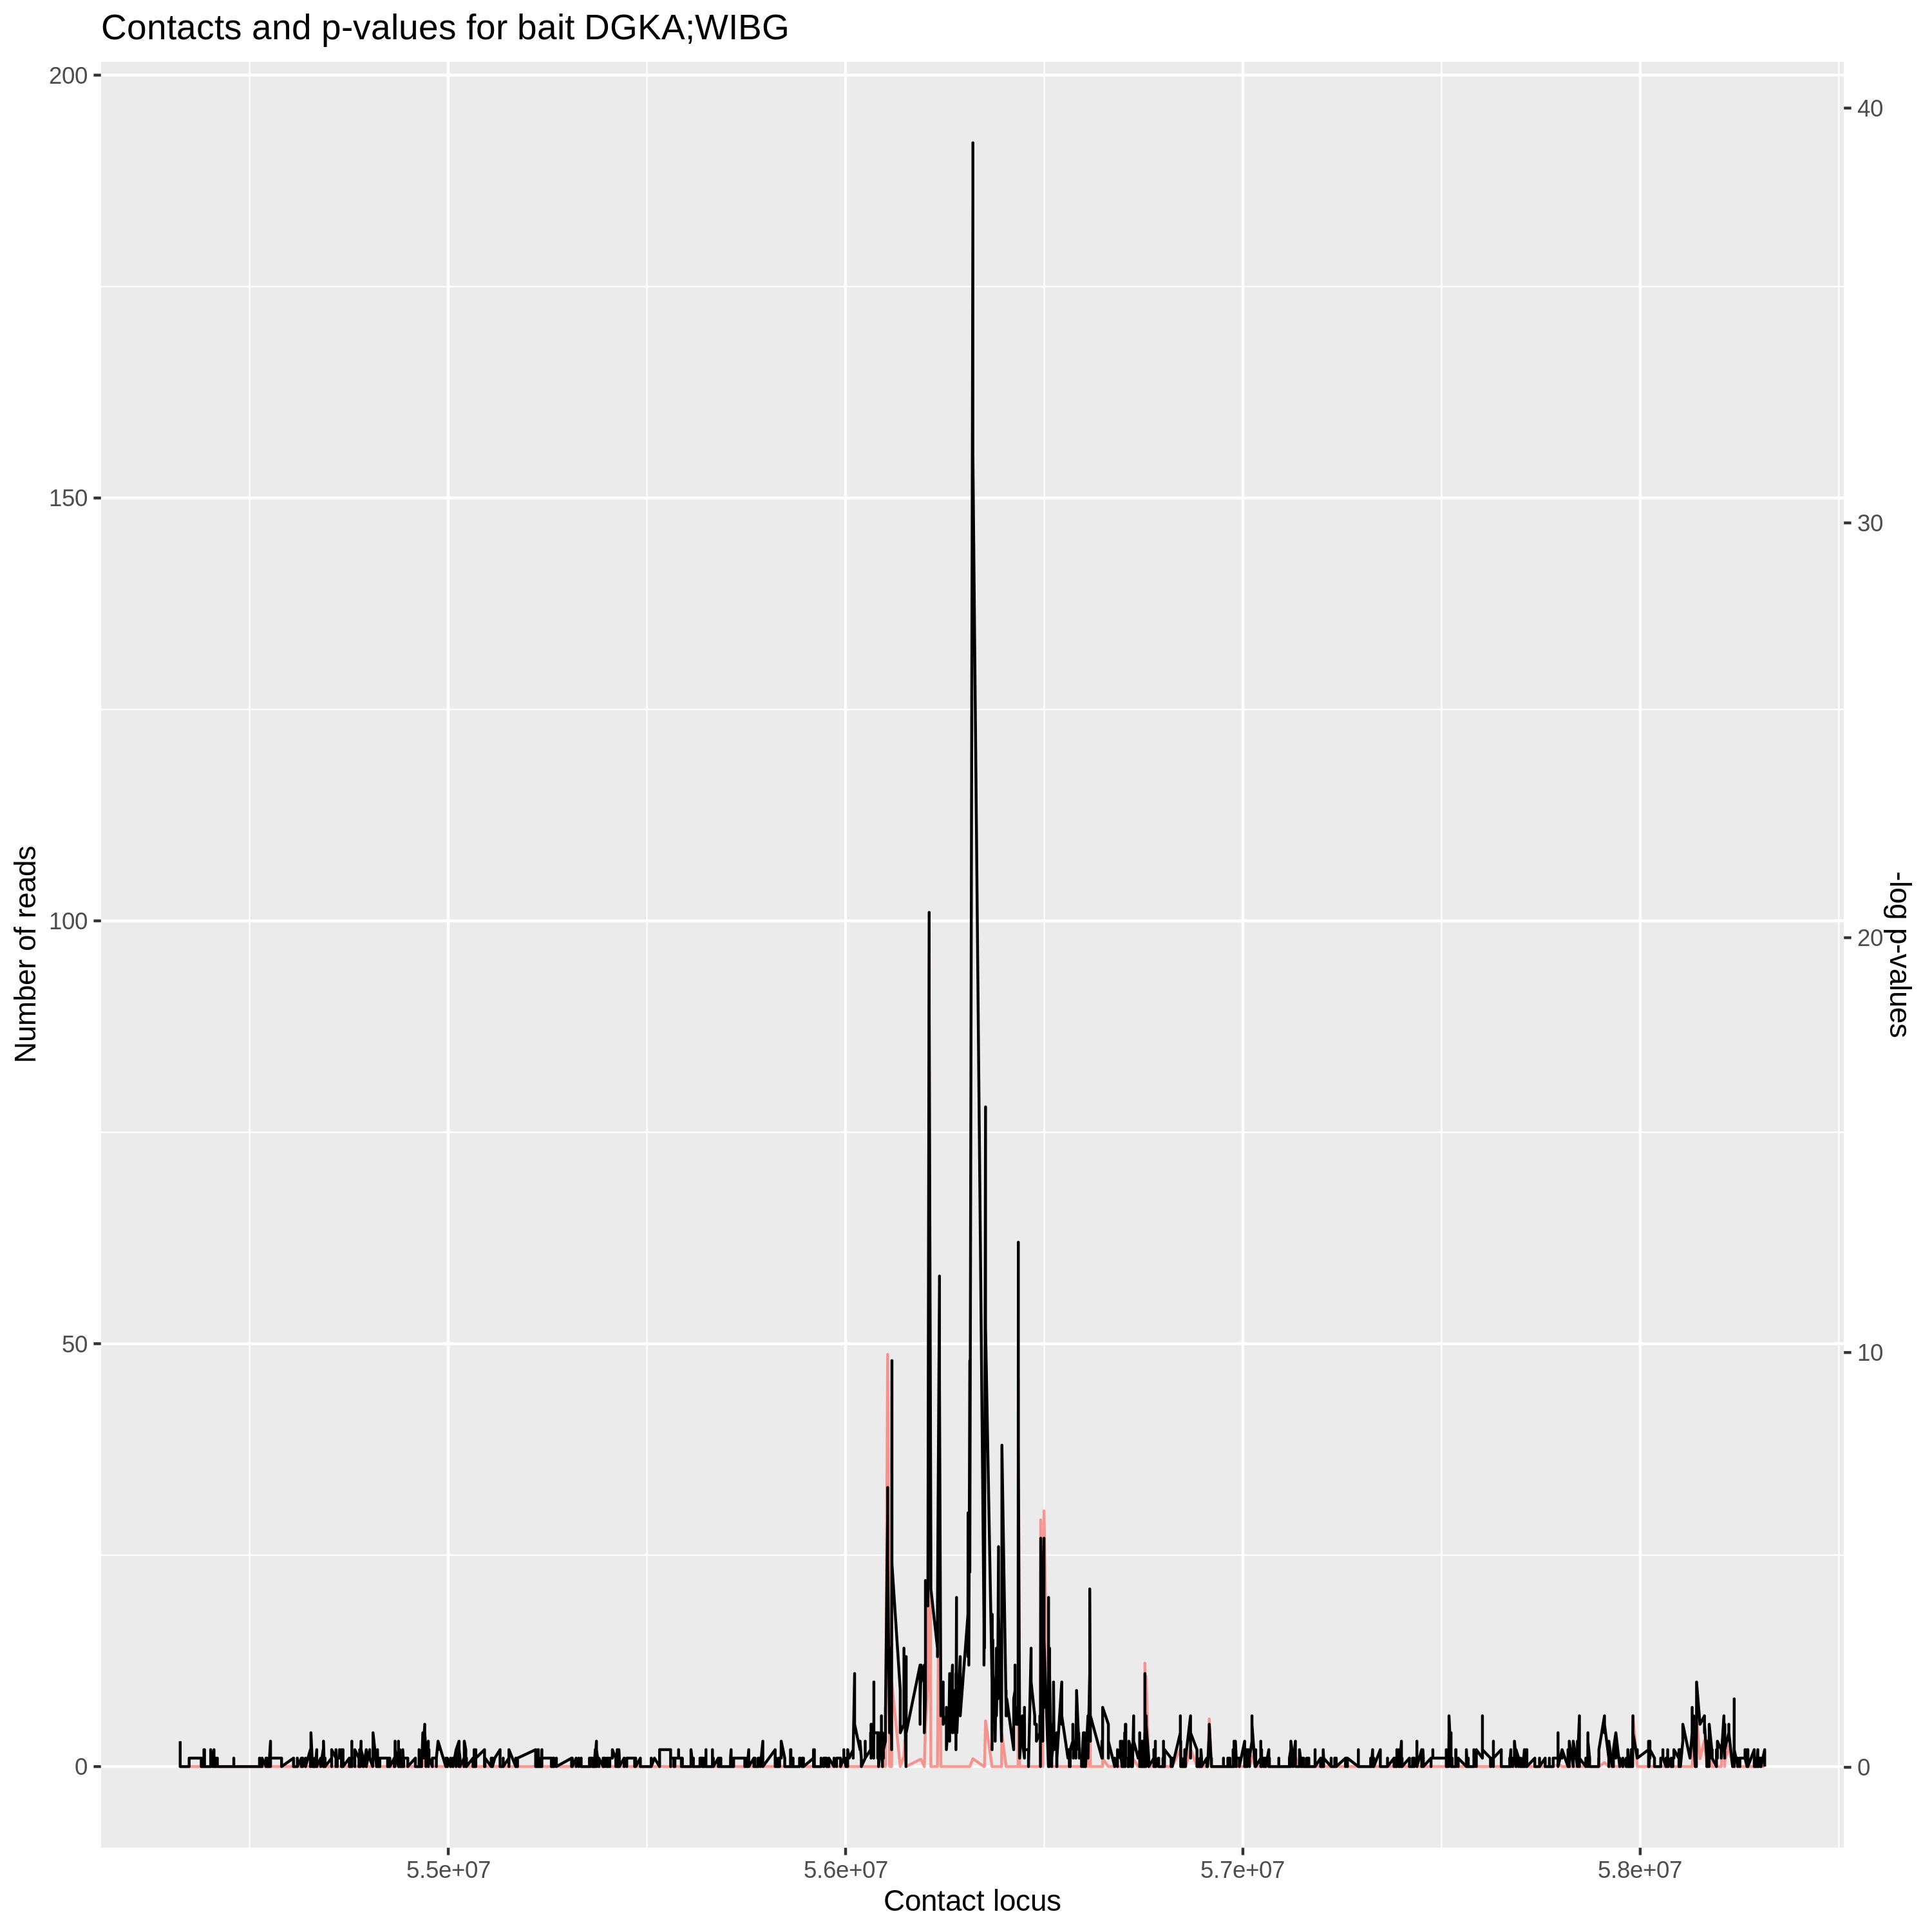 Contacts and p-values for bait DGKA;WIBG
200
150
100
50
0
Number of reads
40
30
20
10
0
-log p-values
5.5e+07
5.6e+07
5.7e+07
5.8e+07
Contact locus